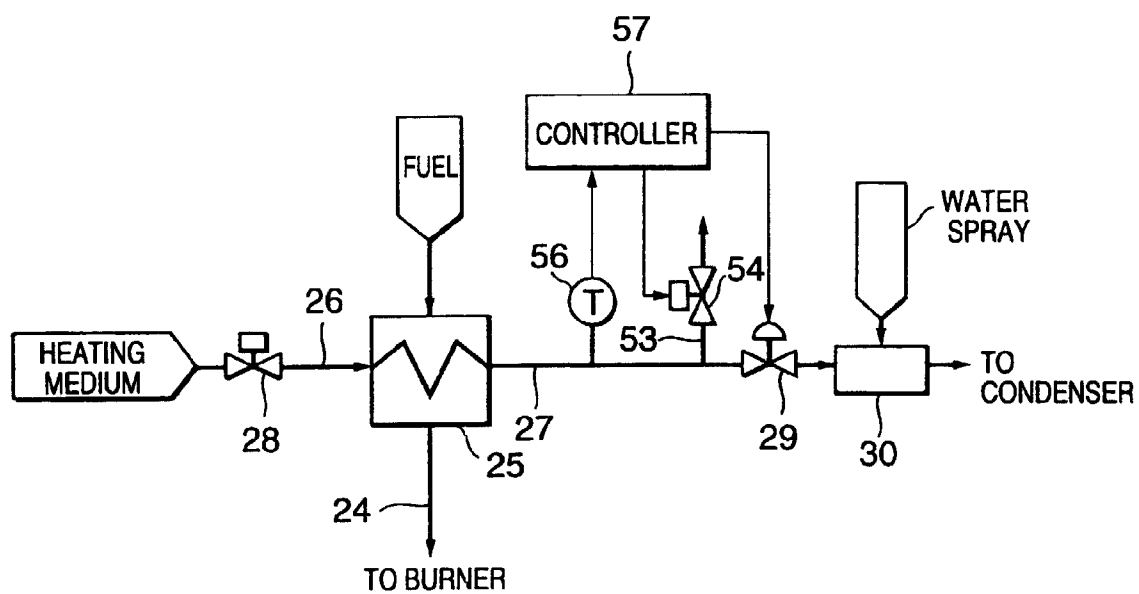 57
CONTROLLER
FUEL
WATER
SPRAY
56
T
54
26
53
HEATING
MEDIUM
TO
CONDENSER
28
25
27
29
30
24
TO BURNER